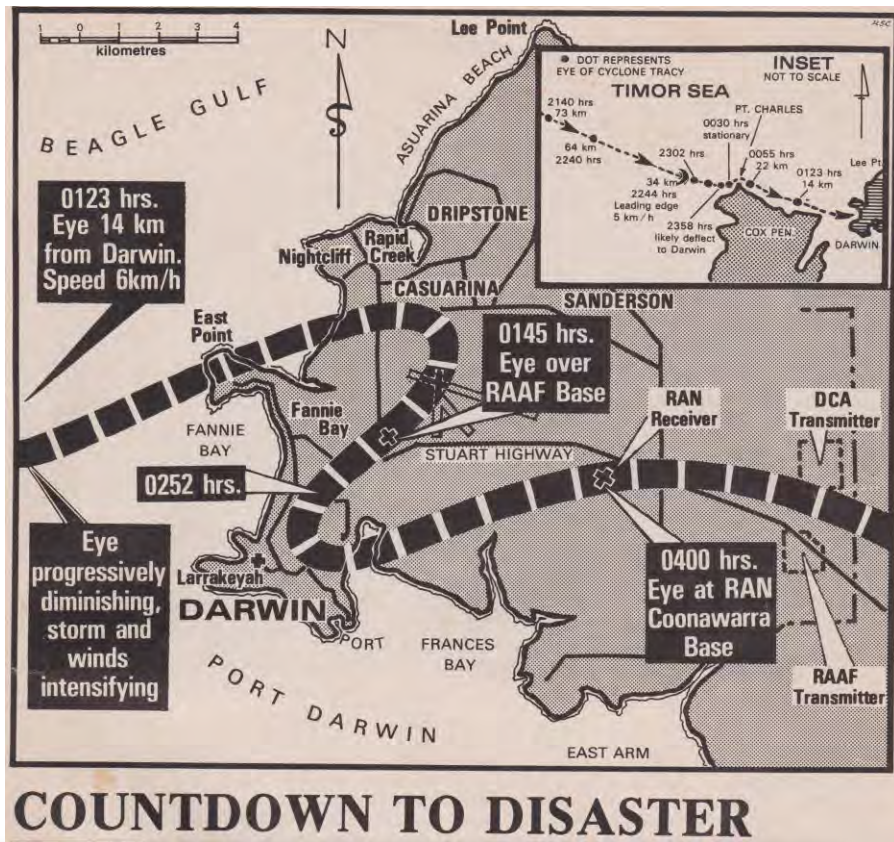 MSC
1 0 1 2 3 4
kilometres
N
S
Lee Point
BEAGLE GULF
ASUARINA BEACH
DOT REPRESENTS
EYE OF CYCLONE TRACY
INSET
NOT TO SCALE
TIMOR SEA
PT. CHARLES
2140 hrs
73 km
0030 hrs
stationary
64 km
2240 hrs
2302 hrs
0055 hrs
22 km
0123 hrs
14 km
Lee Pt
34 km
2244 hrs
Leading edge
5 km/h
2358 hrs
likely deflect
to Darwin
COX PEN.
DARWIN
0123 hrs.
Eye 14 km
from Darwin.
Speed 6km/h
DRIPSTONE
Nightcliff
Rapid
Creek
CASUARINA
SANDERSON
East
Point
0145 hrs.
Eye over
RAAF Base
RAN
Receiver
DCA
Transmitter
Fannie
Bay
FANNIE
BAY
STUART HIGHWAY
0252 hrs.
Eye
progressively
diminishing,
storm and
winds
intensifying
Larrakeyah
DARWIN
0400 hrs.
Eye at RAN
Coonawarra
Base
PORT
FRANCES
BAY
RAAF
Transmitter
PORT DARWIN
EAST ARM
COUNTDOWN TO DISASTER